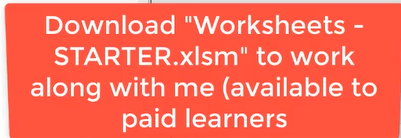 Download "Worksheets -
STARTER.xlsm" to work
along with me (available to
paid learners